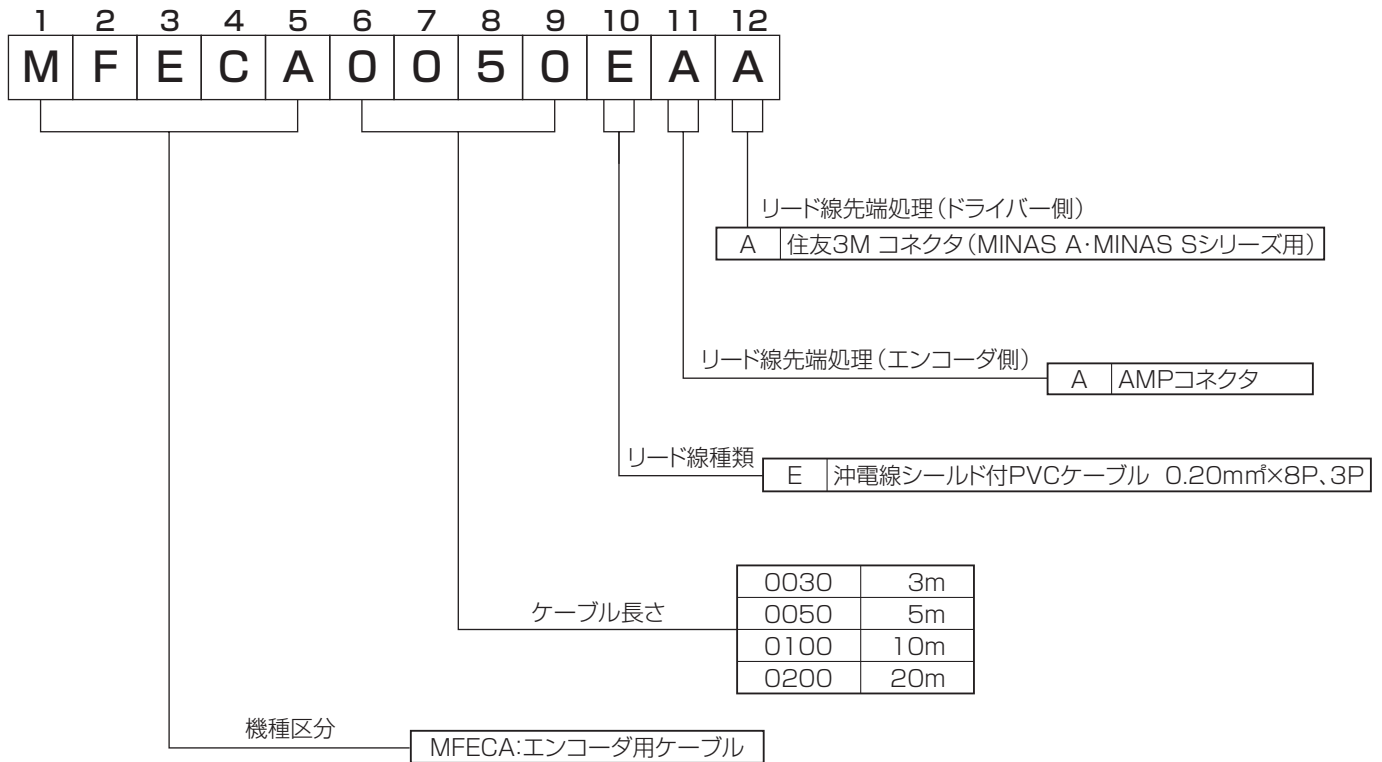 1 2 3 4 5 6 7 8 9 10 11 12
M F E C A 0 0 5 0 E A A
リード線先端処理(ドライバー側)
A 住友3M コネクタ(MINAS A・MINAS Sシリーズ用)
リード線先端処理(エンコーダ側)
A AMPコネクタ
リード線種類
E 沖電線シールド付PVCケーブル 0.20m㎡×8P、3P
ケーブル長さ
0030 3m
0050 5m
0100 10m
0200 20m
機種区分
MFECA:エンコーダ用ケーブル